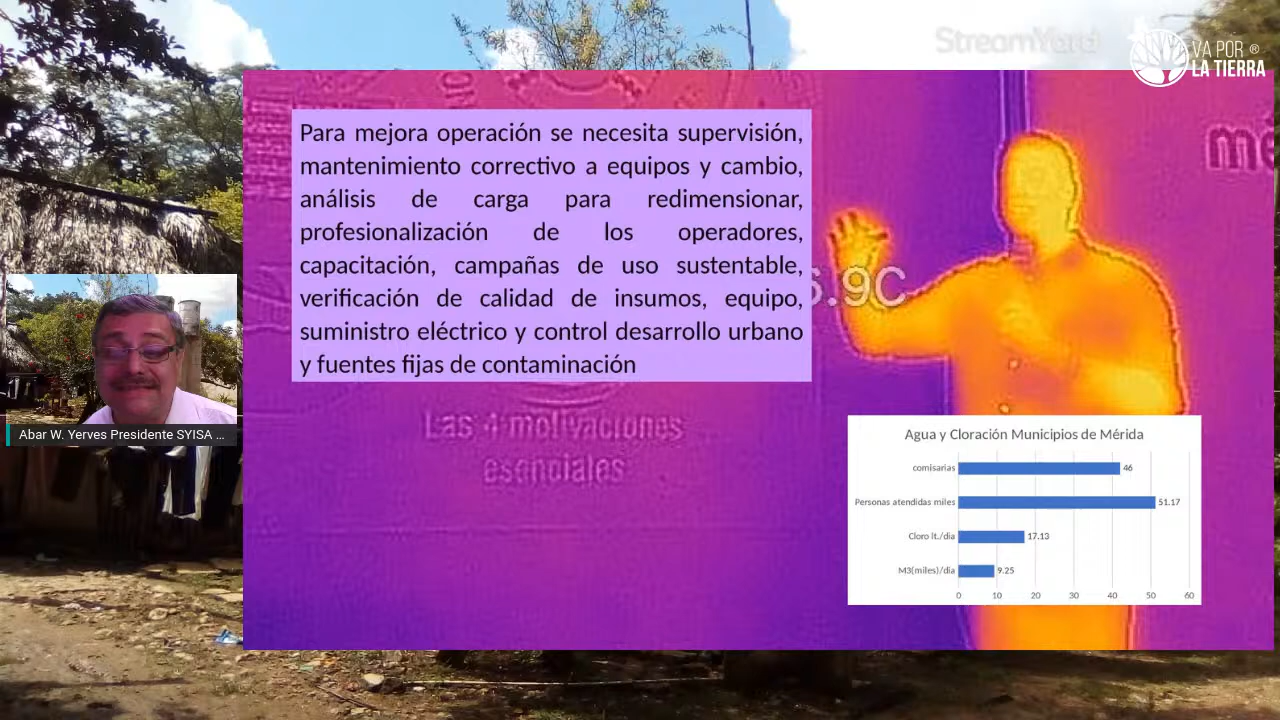 StreamYard
VA POR ®
LA TIERRA
me
Para mejora operación se necesita supervisión,
mantenimiento correctivo a equipos y cambio,
análisis de carga para redimensionar,
profesionalización de los operadores,
capacitación, campañas de uso sustentable,
verificación de calidad de insumos, equipo,
suministro eléctrico y control desarrollo urbano
y fuentes fijas de contaminación
6.9C
Las 4 motivaciones
esenciales
Abar W. Yerves Presidente SYISA ...
Agua y Cloración Municipios de Mérida
comisarias 46
Personas atendidas miles 51.17
Cloro lt./dia 17.13
M3(miles)/dia 9.25
0 10 20 30 40 50 60